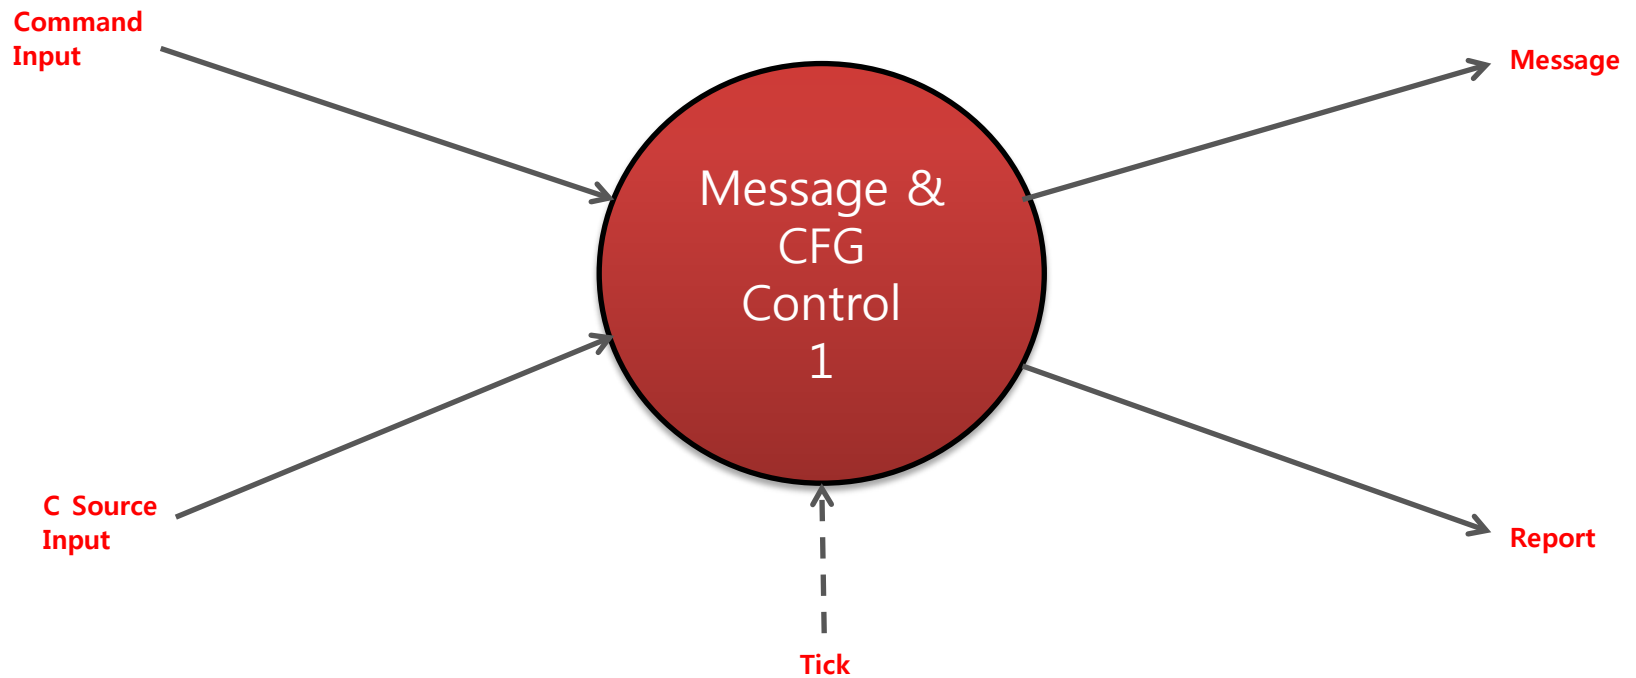 Command
Input
Message
Message &
CFG
Control
1
C Source
Input
Report
Tick